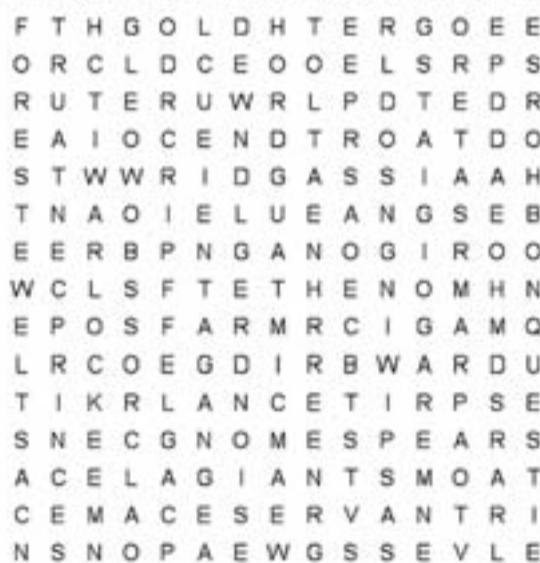 F T H G O L D H T E R G O E E
O R C L D C E O O E L S R P S
R U T E R U W R L P D T E D R
E A I O C E N D T R O A T D O
S T W W R I D G A S S I A A H
T N A O I E L U E A N G S E B
E E R B P N G A N O G I R O O
W C L S F T E T H E N O M H N
E P O S F A R M R C I G A M Q
L R C O E G D I R B W A R D U
T I K R L A N C E T I R P S E
S N E C G N O M E S P E A R S
A C E L A G I A N T S M O A T
C E M A C E S E R V A N T R I
N S N O P A E W G S S E V L E